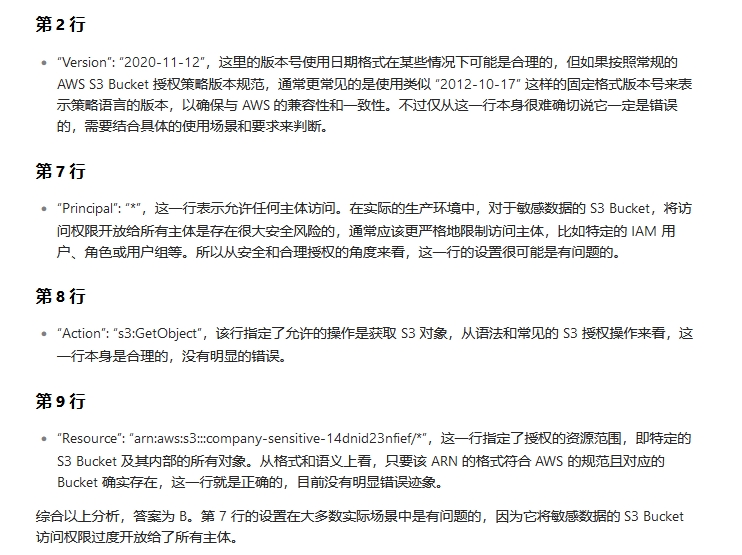 第 2 行
“Version”: “2020-11-12”，这里的版本号使用日期格式在某些情况下可能是合理的，但如果按照常规的
AWS S3 Bucket 授权策略版本规范，通常更常见的是使用类似 “2012-10-17” 这样的固定格式版本号来表
示策略语言的版本，以确保与 AWS 的兼容性和一致性。不过仅从这一行本身很难确切说它一定是错误
的，需要结合具体的使用场景和要求来判断。
第 7 行
“Principal”: “*”，这一行表示允许任何主体访问。在实际的生产环境中，对于敏感数据的 S3 Bucket，将访
问权限开放给所有主体是存在很大安全风险的，通常应该更严格地限制访问主体，比如特定的 IAM 用
户、角色或用户组等。所以从安全和合理授权的角度来看，这一行的设置很可能是有问题的。
第 8 行
“Action”: “s3:GetObject”，该行指定了允许的操作是获取 S3 对象，从语法和常见的 S3 授权操作来看，这
一行本身是合理的，没有明显的错误。
第 9 行
“Resource”: “arn:aws:s3:::company-sensitive-14dnid23nfief/*”，这一行指定了授权的资源范围，即特定的
S3 Bucket 及其内部的所有对象。从格式和语义上看，只要该 ARN 的格式符合 AWS 的规范且对应的
Bucket 确实存在，这一行就是正确的，目前没有明显错误迹象。
综合以上分析，答案为 B。第 7 行的设置在大多数实际场景中是有问题的，因为它将敏感数据的 S3 Bucket
访问权限过度开放给了所有主体。